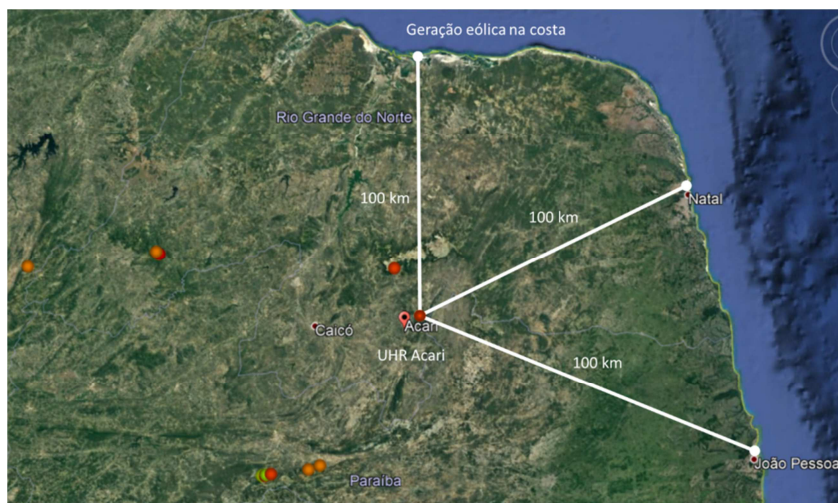 Geração eólica na costa
Rio Grande do Norte
100 km
100 km
Natal
Acari
Caicó
UHR Acari
100 km
João Pessoa
Paraíba